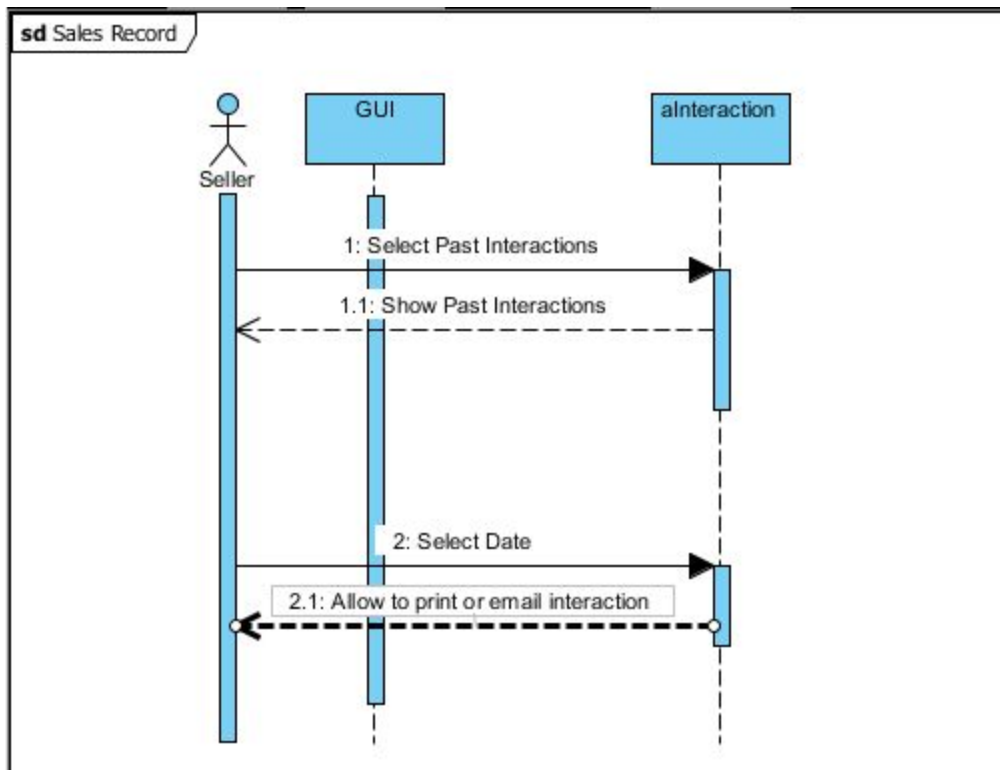 sd Sales Record
GUI
aInteraction
Seller
1: Select Past Interactions
1.1: Show Past Interactions
2: Select Date
2.1: Allow to print or email interaction